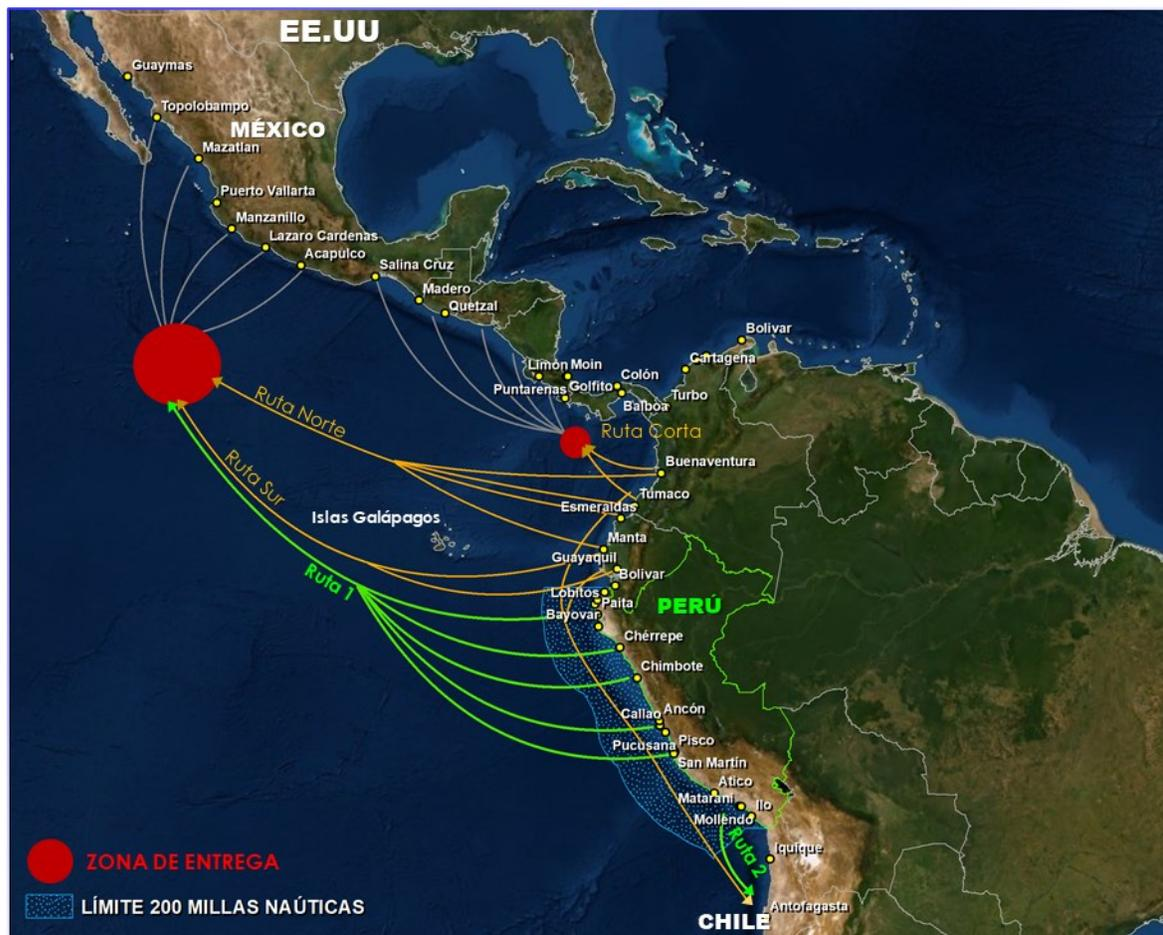 EE.UU
Guaymas
Topolobampo
MÉXICO
Mazatlan
Puerto Vallarta
Manzanillo
Lazaro Cardenas
Acapulco
Salina Cruz
Madero
Quetzal
Bolivar
Cartagena
Limón
Moin
Colón
Puntarenas
Golfito
Turbo
Balboa
Ruta Norte
Ruta Corta
Buenaventura
Ruta Sur
Tumaco
Esmeraldas
Islas Galápagos
Manta
Guayaquil
Bolivar
Ruta 1
Lobitos
Paita
PERÚ
Bayovar
Chérrepe
Chimbote
Ancón
Callao
Pisco
Pucusana
San Martín
Atico
Matarani
Ilo
Mollendo
Ruta 2
Iquique
ZONA DE ENTREGA
Antofagasta
LÍMITE 200 MILLAS NAÚTICAS
CHILE